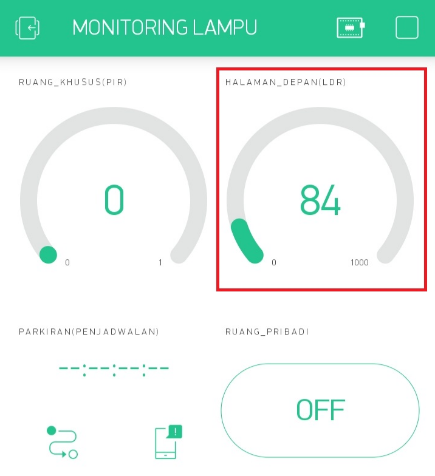 MONITORING LAMPU
RUANG_KHUSUS(PIR)
HALAMAN_DEPAN(LDR)
0
84
0 1
0 1000
PARKIRAN(PENJADWALAN)
RUANG_PRIBADI
--:--:--:--
OFF
!